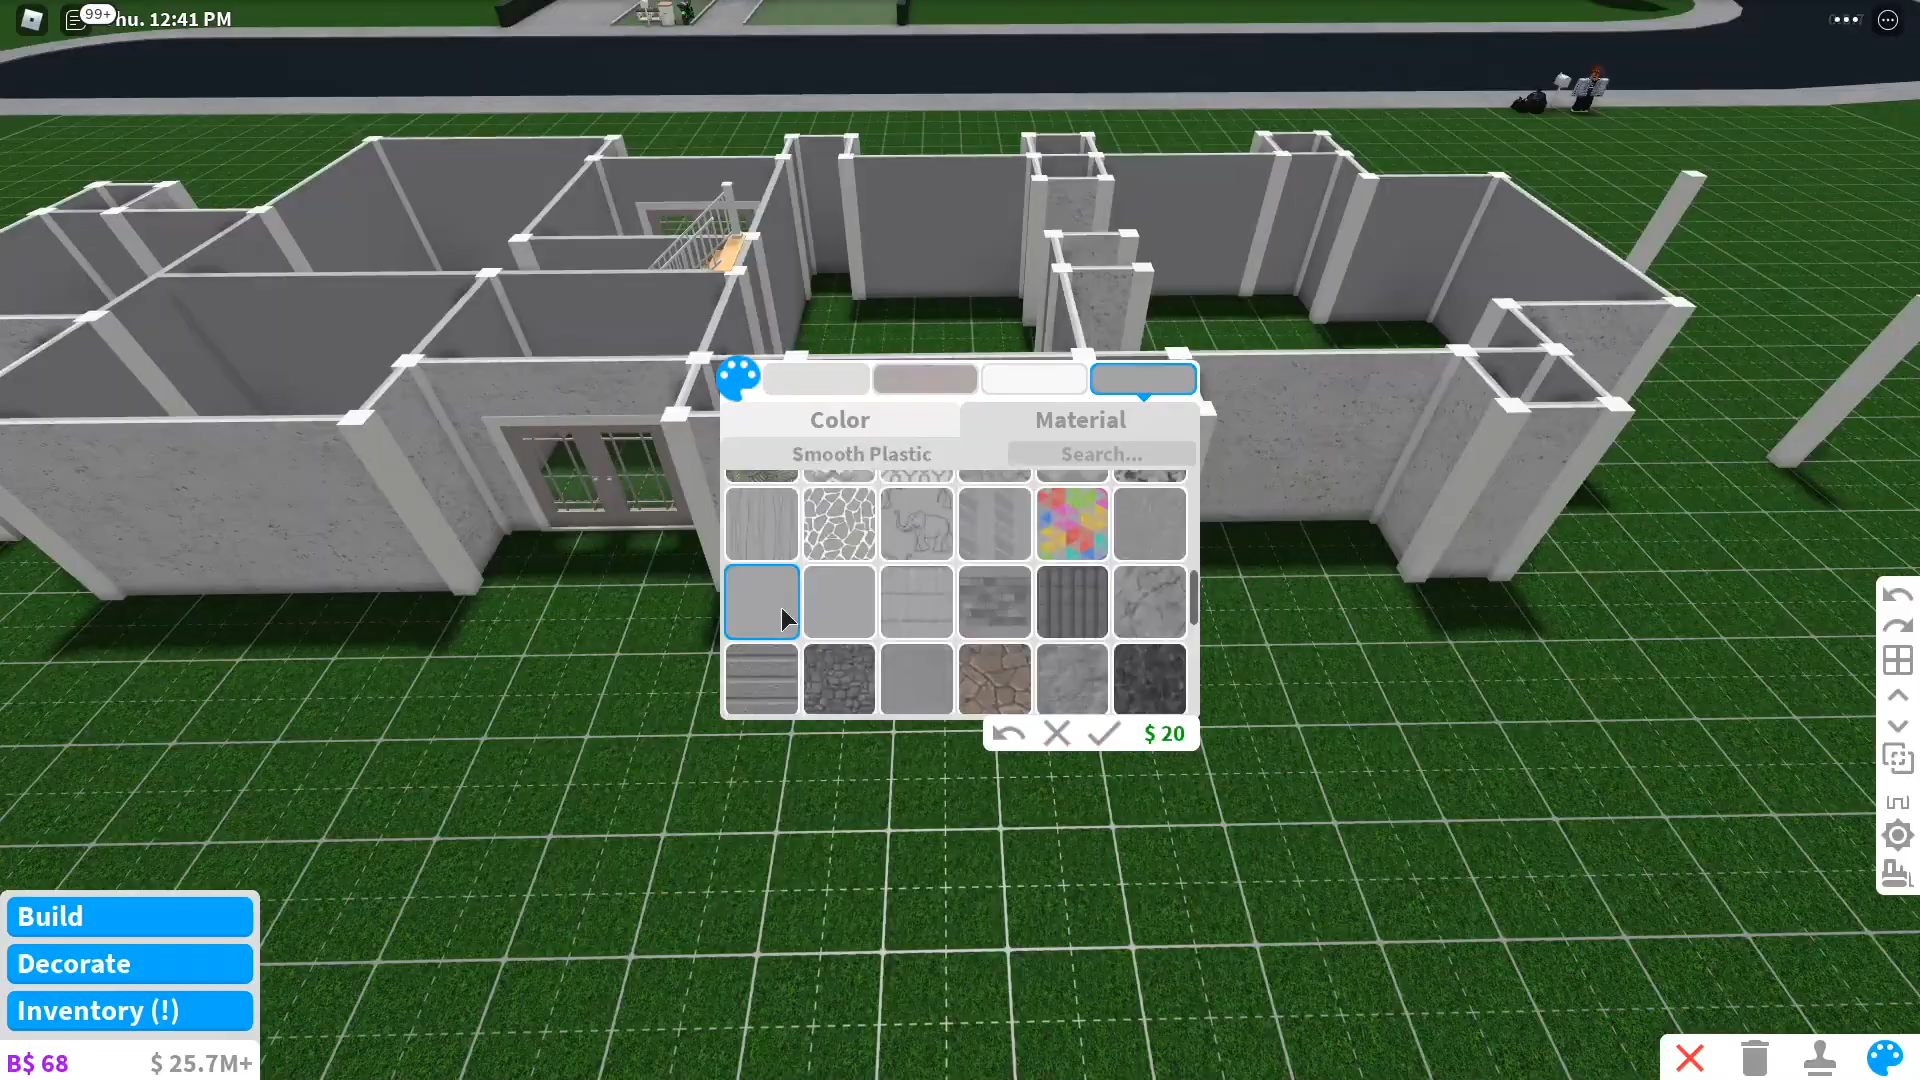 99+
hu. 12:41 PM
Color
Material
Smooth Plastic
Search...
$ 20
Build
Decorate
Inventory (!)
B$ 68
$ 25.7M+